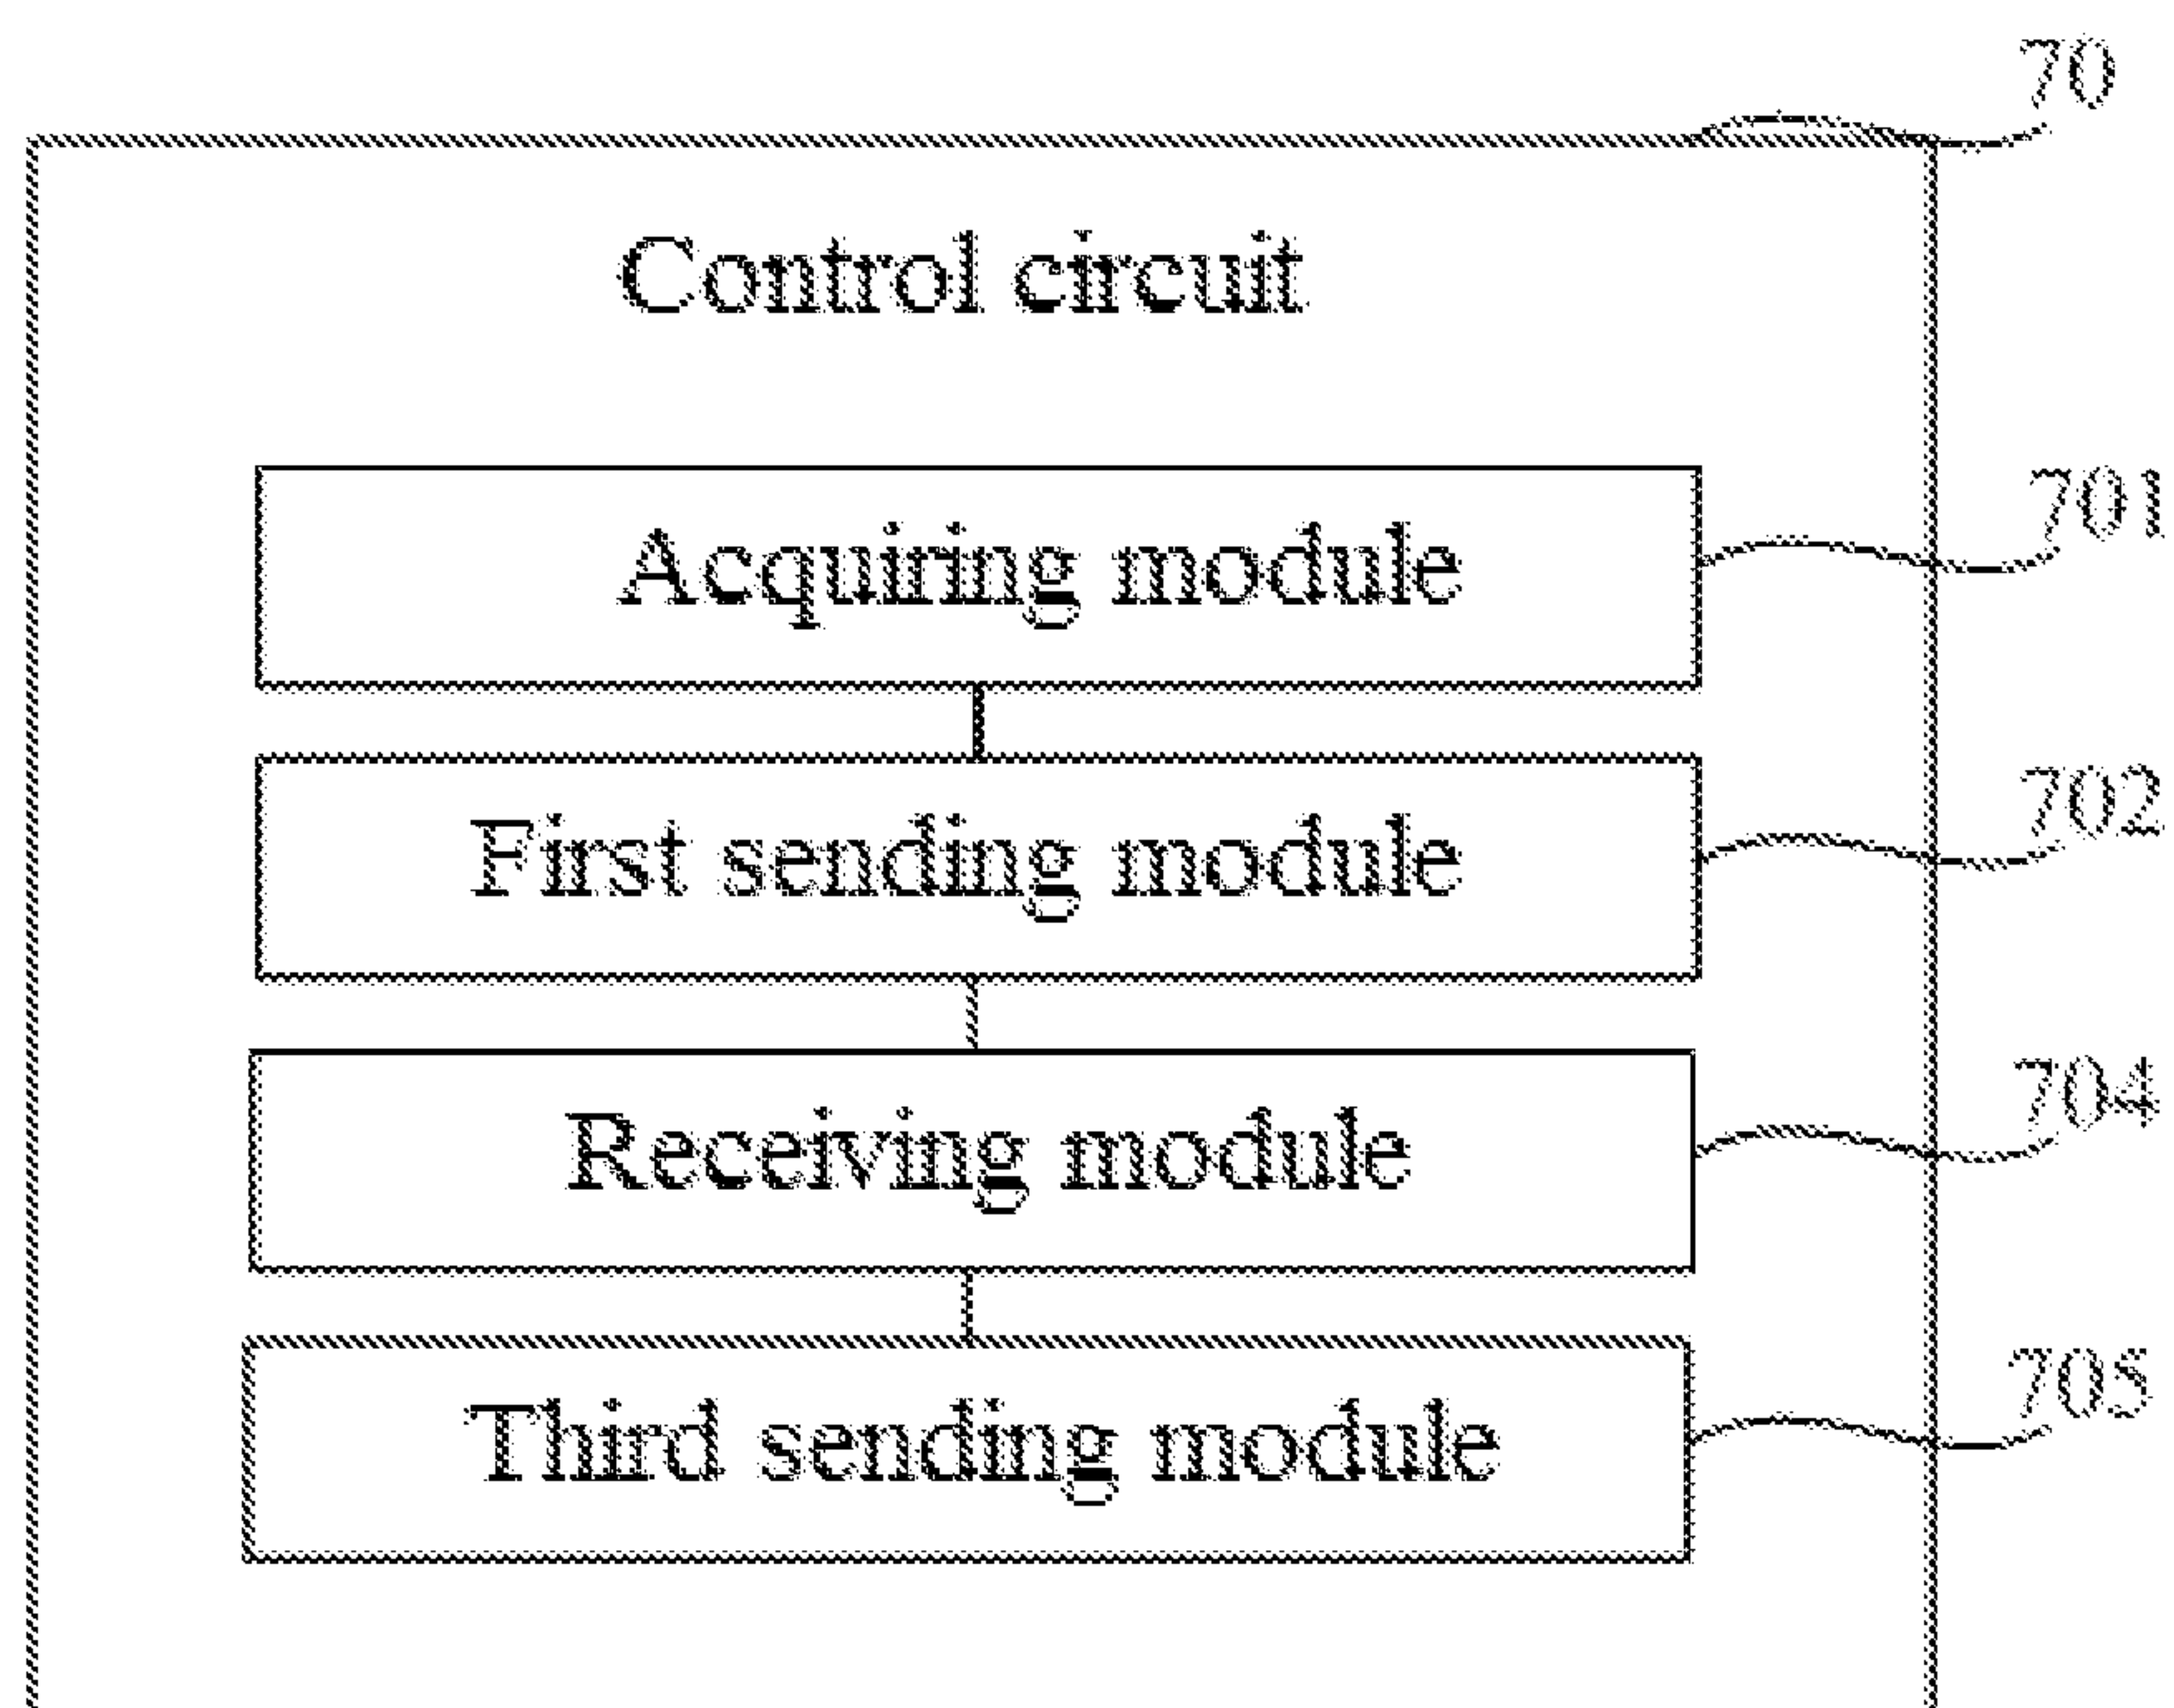 70
Control circuit
Acquiring module
701
First sending module
702
Receiving module
704
Third sending module
705